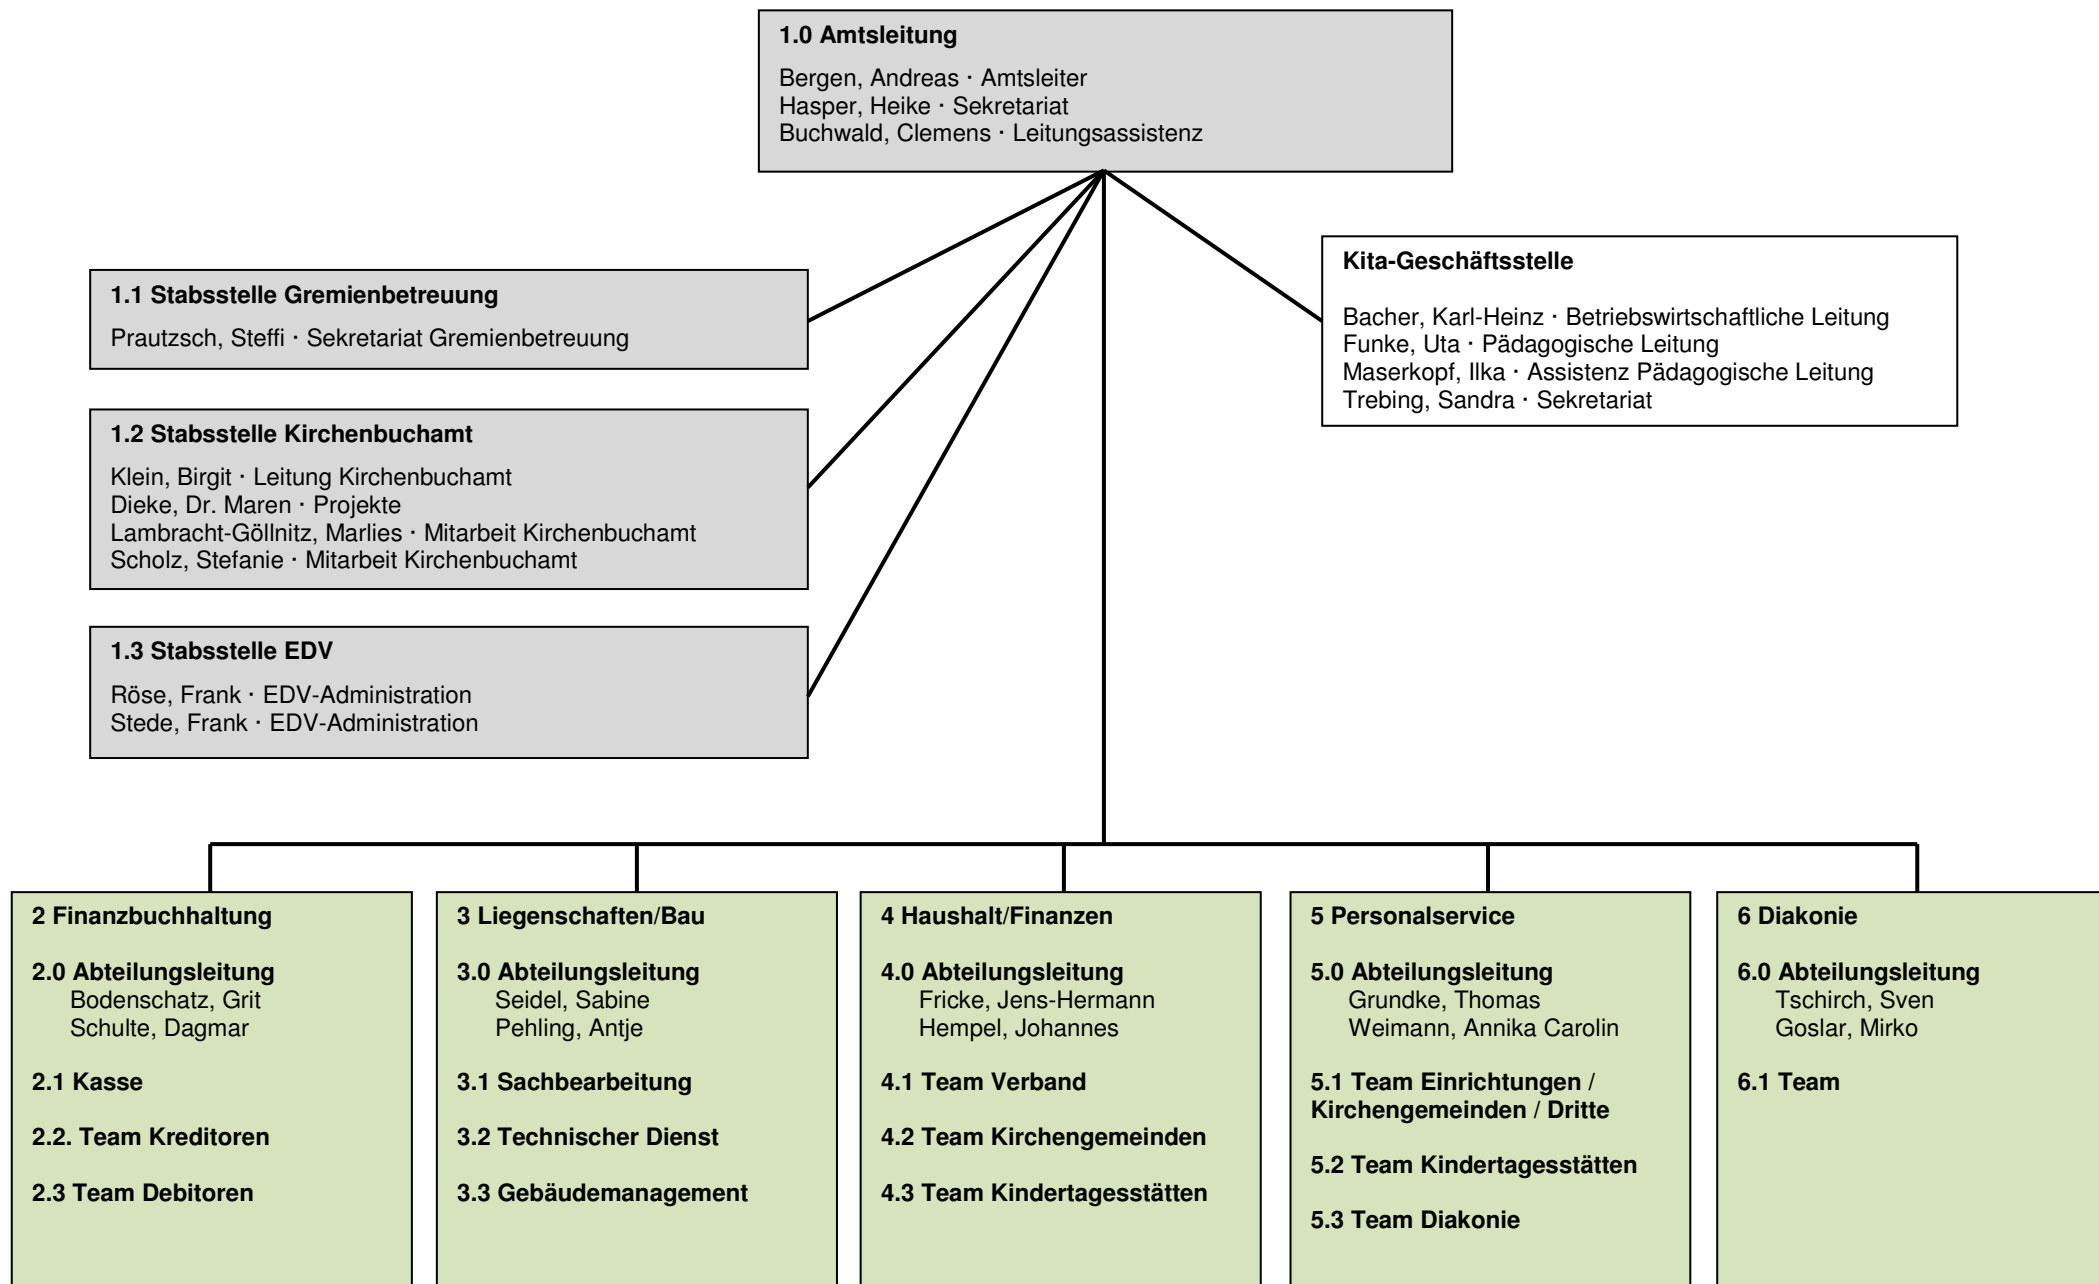 1.0 Amtsleitung
Bergen, Andreas · Amtsleiter
Hasper, Heike · Sekretariat
Buchwald, Clemens · Leitungsassistenz
1.1 Stabsstelle Gremienbetreuung
Prautzsch, Steffi · Sekretariat Gremienbetreuung
Kita-Geschäftsstelle
Bacher, Karl-Heinz · Betriebswirtschaftliche Leitung
Funke, Uta · Pädagogische Leitung
Maserkopf, Ilka · Assistenz Pädagogische Leitung
Trebing, Sandra · Sekretariat
1.2 Stabsstelle Kirchenbuchamt
Klein, Birgit · Leitung Kirchenbuchamt
Dieke, Dr. Maren · Projekte
Lambracht-Göllnitz, Marlies · Mitarbeit Kirchenbuchamt
Scholz, Stefanie · Mitarbeit Kirchenbuchamt
1.3 Stabsstelle EDV
Röse, Frank · EDV-Administration
Stede, Frank · EDV-Administration
2 Finanzbuchhaltung
2.0 Abteilungsleitung
Bodenschatz, Grit
Schulte, Dagmar
2.1 Kasse
2.2. Team Kreditoren
2.3 Team Debitoren
3 Liegenschaften/Bau
3.0 Abteilungsleitung
Seidel, Sabine
Pehling, Antje
3.1 Sachbearbeitung
3.2 Technischer Dienst
3.3 Gebäudemanagement
4 Haushalt/Finanzen
4.0 Abteilungsleitung
Fricke, Jens-Hermann
Hempel, Johannes
4.1 Team Verband
4.2 Team Kirchengemeinden
4.3 Team Kindertagesstätten
5 Personalservice
5.0 Abteilungsleitung
Grundke, Thomas
Weimann, Annika Carolin
5.1 Team Einrichtungen /
Kirchengemeinden / Dritte
5.2 Team Kindertagesstätten
5.3 Team Diakonie
6 Diakonie
6.0 Abteilungsleitung
Tschirch, Sven
Goslar, Mirko
6.1 Team